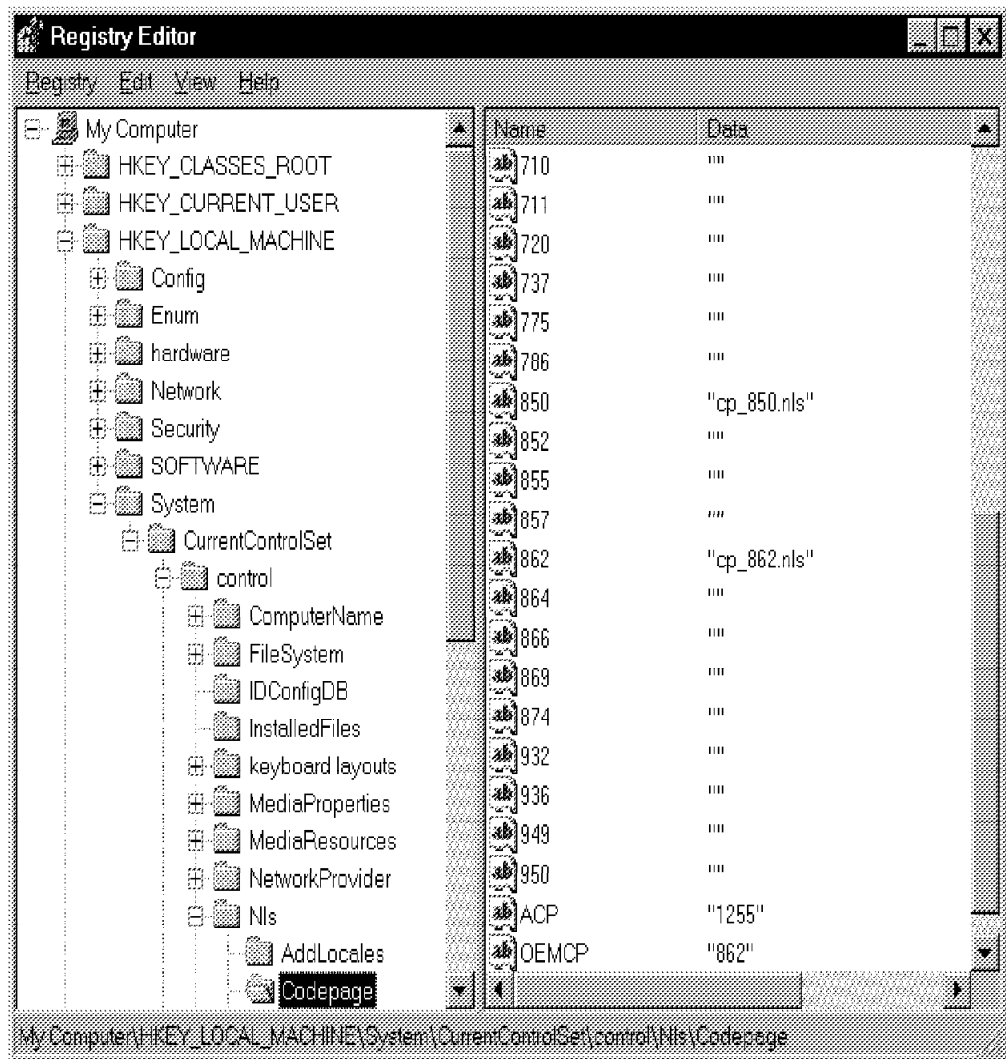 Registry Editor
Registry Edit View Help
My Computer
HKEY_CLASSES_ROOT
HKEY_CURRENT_USER
HKEY_LOCAL_MACHINE
Config
Enum
hardware
Network
Security
SOFTWARE
System
CurrentControlSet
control
ComputerName
FileSystem
IDConfigDB
InstalledFiles
keyboard layouts
MediaProperties
MediaResources
NetworkProvider
Nls
AddLocales
Codepage
Name Data
710 ""
711 ""
720 ""
737 ""
775 ""
786 ""
850 "cp_850.nls"
852 ""
855 ""
857 ""
862 "cp_862.nls"
864 ""
866 ""
869 ""
874 ""
932 ""
936 ""
949 ""
950 ""
ACP "1255"
OEMCP "862"
My Computer\HKEY_LOCAL_MACHINE\System\CurrentControlSet\control\Nls\Codepage